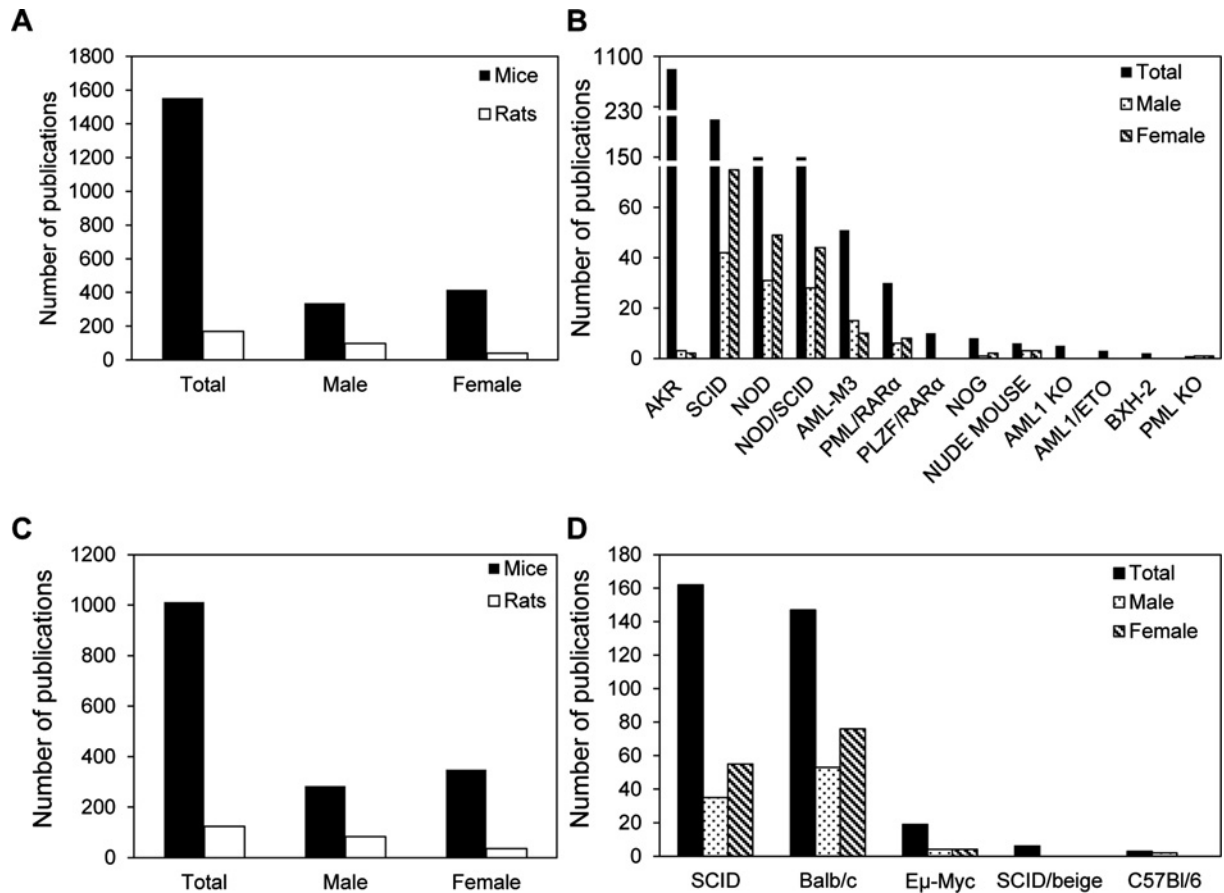 A
Number of publications
1800
1600
1400
1200
1000
800
600
400
200
0
Mice
Rats
Total Male Female
B
Number of publications
1100
230
150
60
40
20
0
Total
Male
Female
AKR
SCID
NOD
NOD/SCID
AML-M3
PML/RARα
PLZF/RARα
NOG
NUDE MOUSE
AML1 KO
AML1/ETO
BXH-2
PML KO
C
Number of publications
1200
1000
800
600
400
200
0
Mice
Rats
Total Male Female
D
Number of publications
180
160
140
120
100
80
60
40
20
0
Total
Male
Female
SCID Balb/c Eμ-Myc SCID/beige C57Bl/6